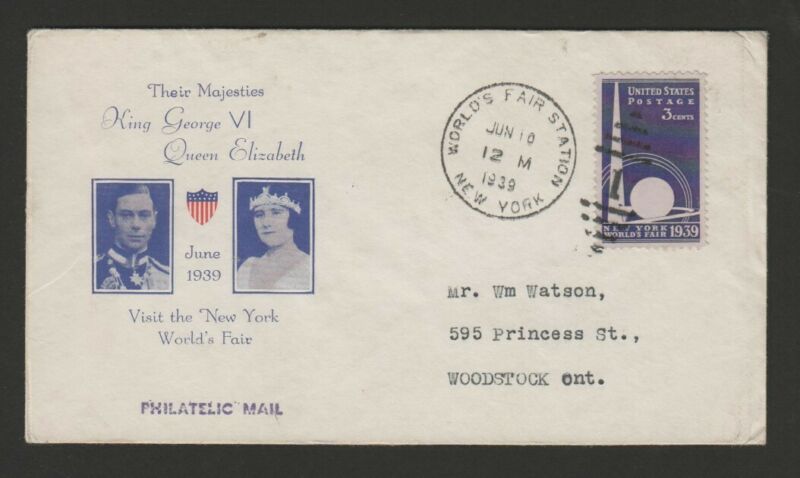 Their Majesties
King George VI
Queen Elizabeth
June
1939
Visit the New York
World's Fair
PHILATELIC MAIL
WORLD'S FAIR STATION
JUN 10
12 M
1939
NEW YORK
UNITED STATES
POSTAGE
3 CENTS
1
NEW YORK
WORLD'S FAIR 1939
Mr. Wm Watson,
595 Princess St.,
WOODSTOCK Ont.